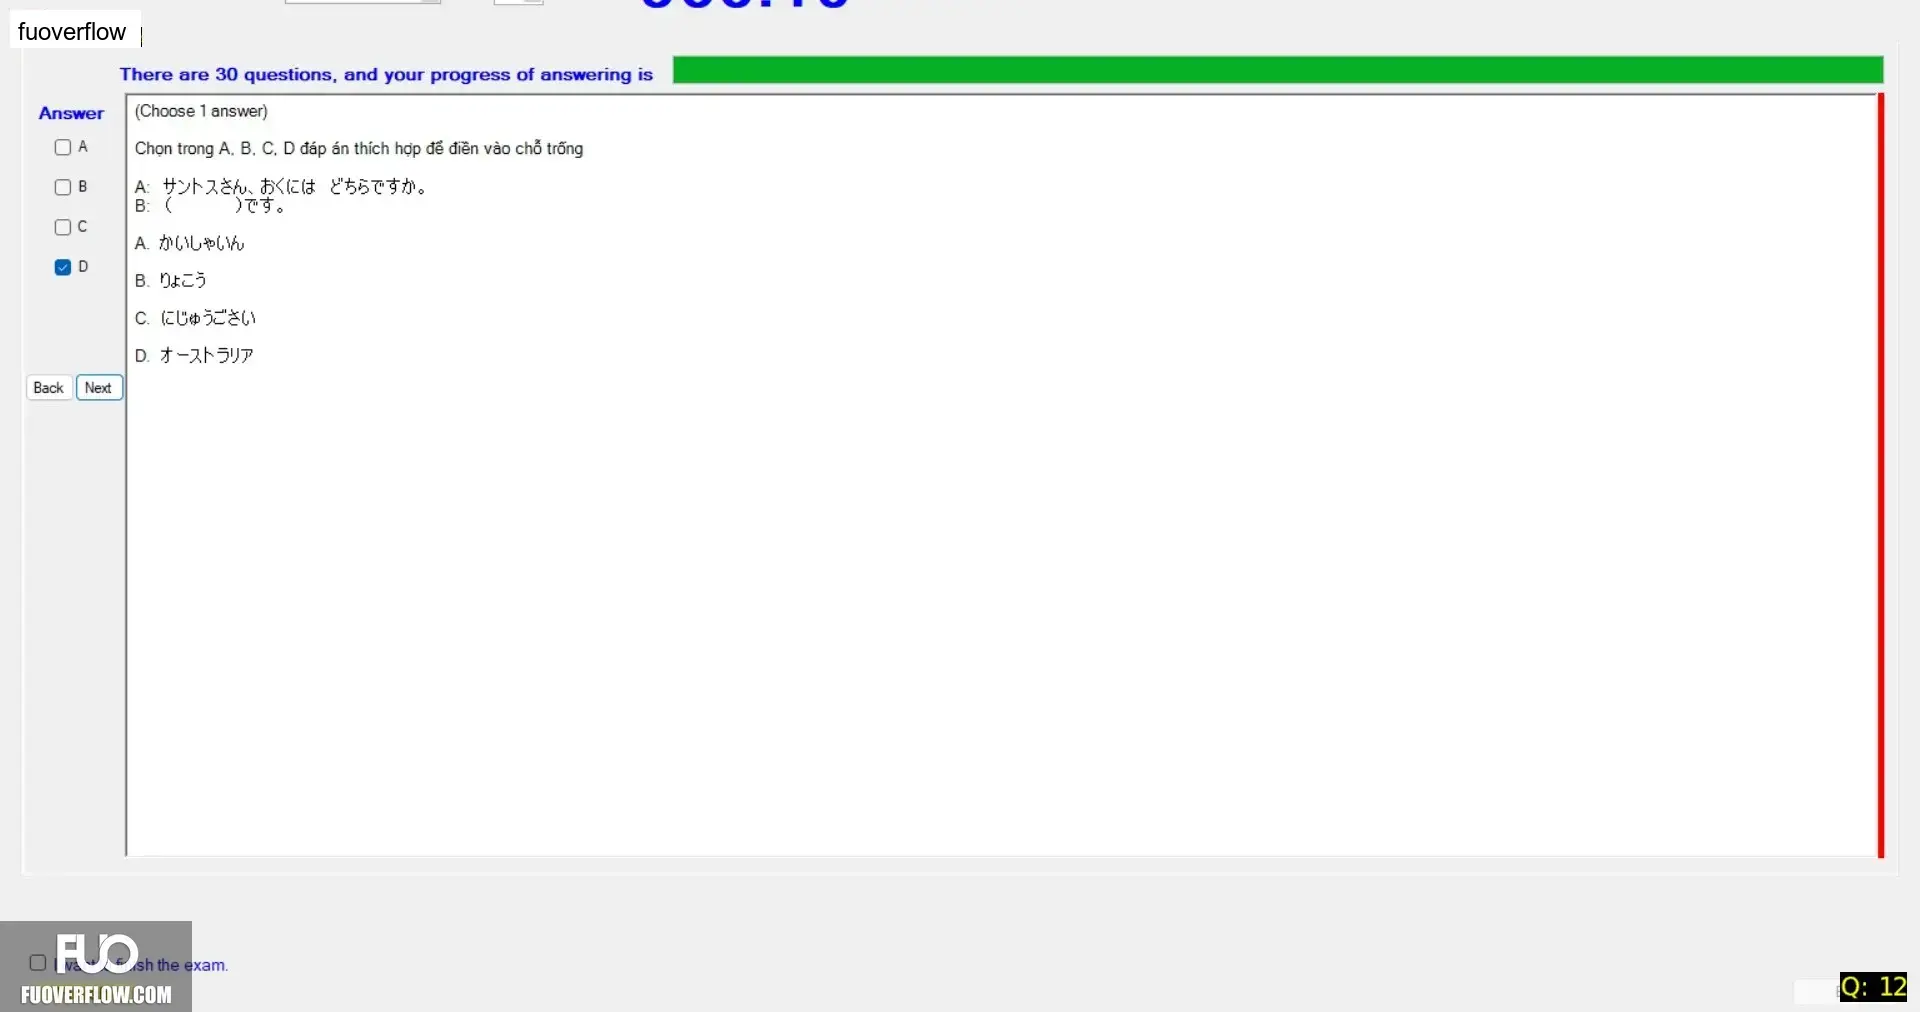 fuoverflow
There are 30 questions, and your progress of answering is
Answer
(Choose 1 answer)
A
Chọn trong A, B, C, D đáp án thích hợp để điền vào chỗ trống
B
A: サントスさん、おくには どちらですか。
B: ( )です。
C
A. かいしゃいん
D
B. りょこう
C. にじゅうごさい
D. オーストラリア
Back Next
FUO
finish the exam.
FUOVERFLOW.COM
Q: 12